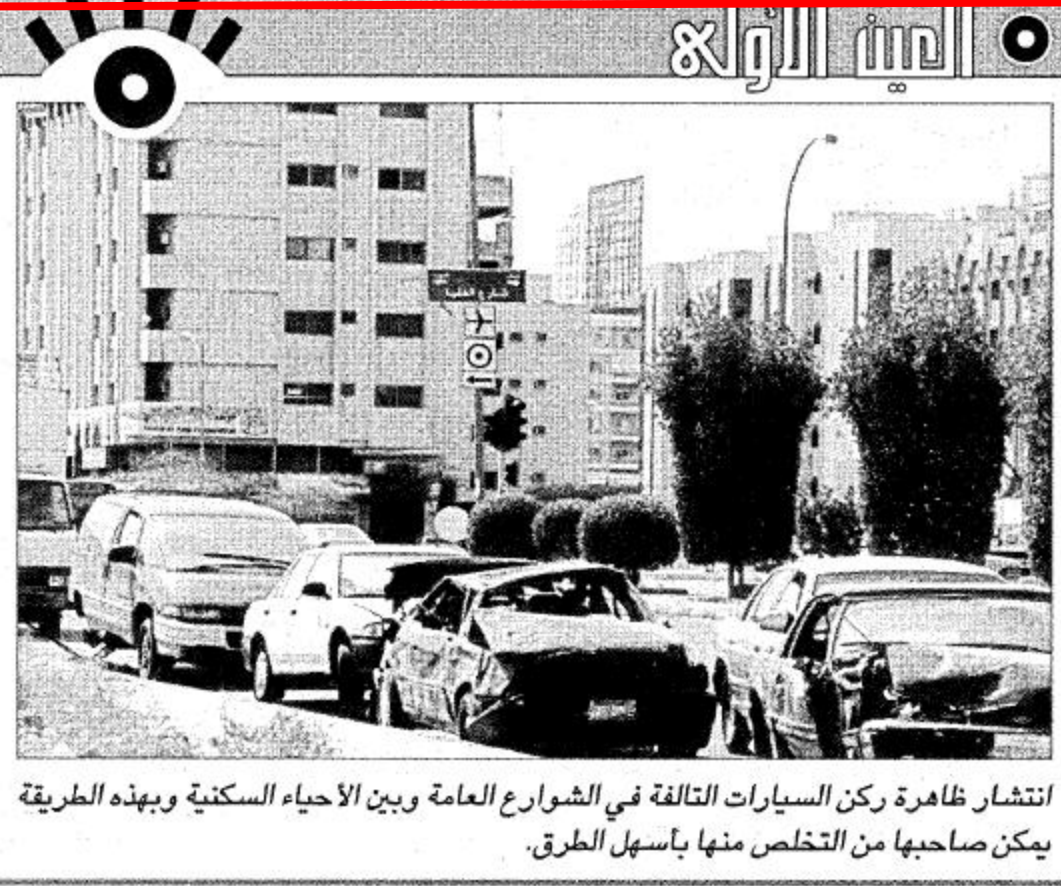 العين الأولى
انتشار ظاهرة ركن السيارات التالفة في الشوارع العامة وبين الأحياء السكنية وبهذه الطريقة
يمكن صاحبها من التخلص منها بأسهل الطرق.